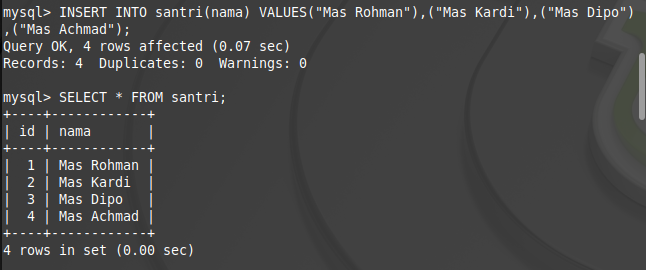 mysql> INSERT INTO santri(nama) VALUES("Mas Rohman"),("Mas Kardi"),("Mas Dipo")
,("Mas Achmad");
Query OK, 4 rows affected (0.07 sec)
Records: 4  Duplicates: 0  Warnings: 0

mysql> SELECT * FROM santri;
+----+------------+
| id | nama       |
+----+------------+
|  1 | Mas Rohman |
|  2 | Mas Kardi  |
|  3 | Mas Dipo   |
|  4 | Mas Achmad |
+----+------------+
4 rows in set (0.00 sec)